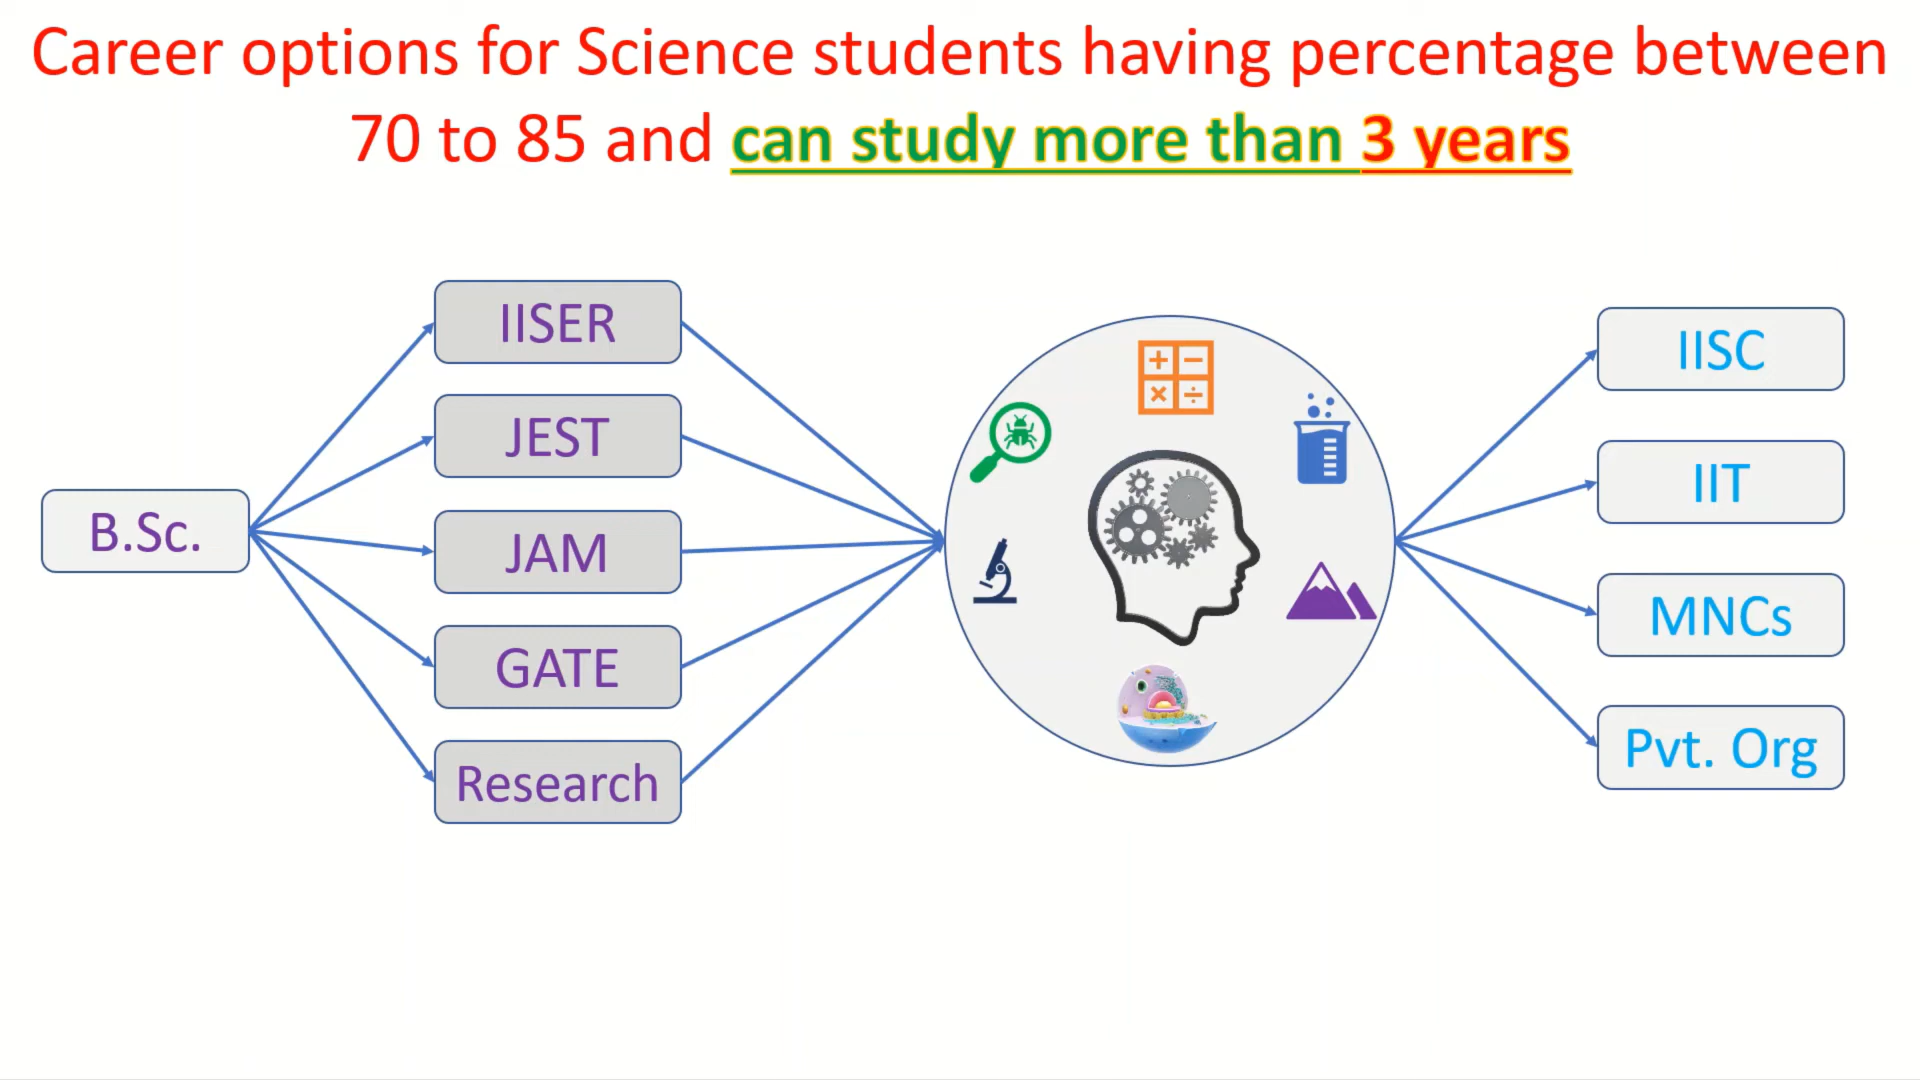 Career options for Science students having percentage between
70 to 85 and can study more than 3 years
B.Sc.
IISER
JEST
JAM
GATE
Research
+ −
× ÷
IISC
IIT
MNCs
Pvt. Org